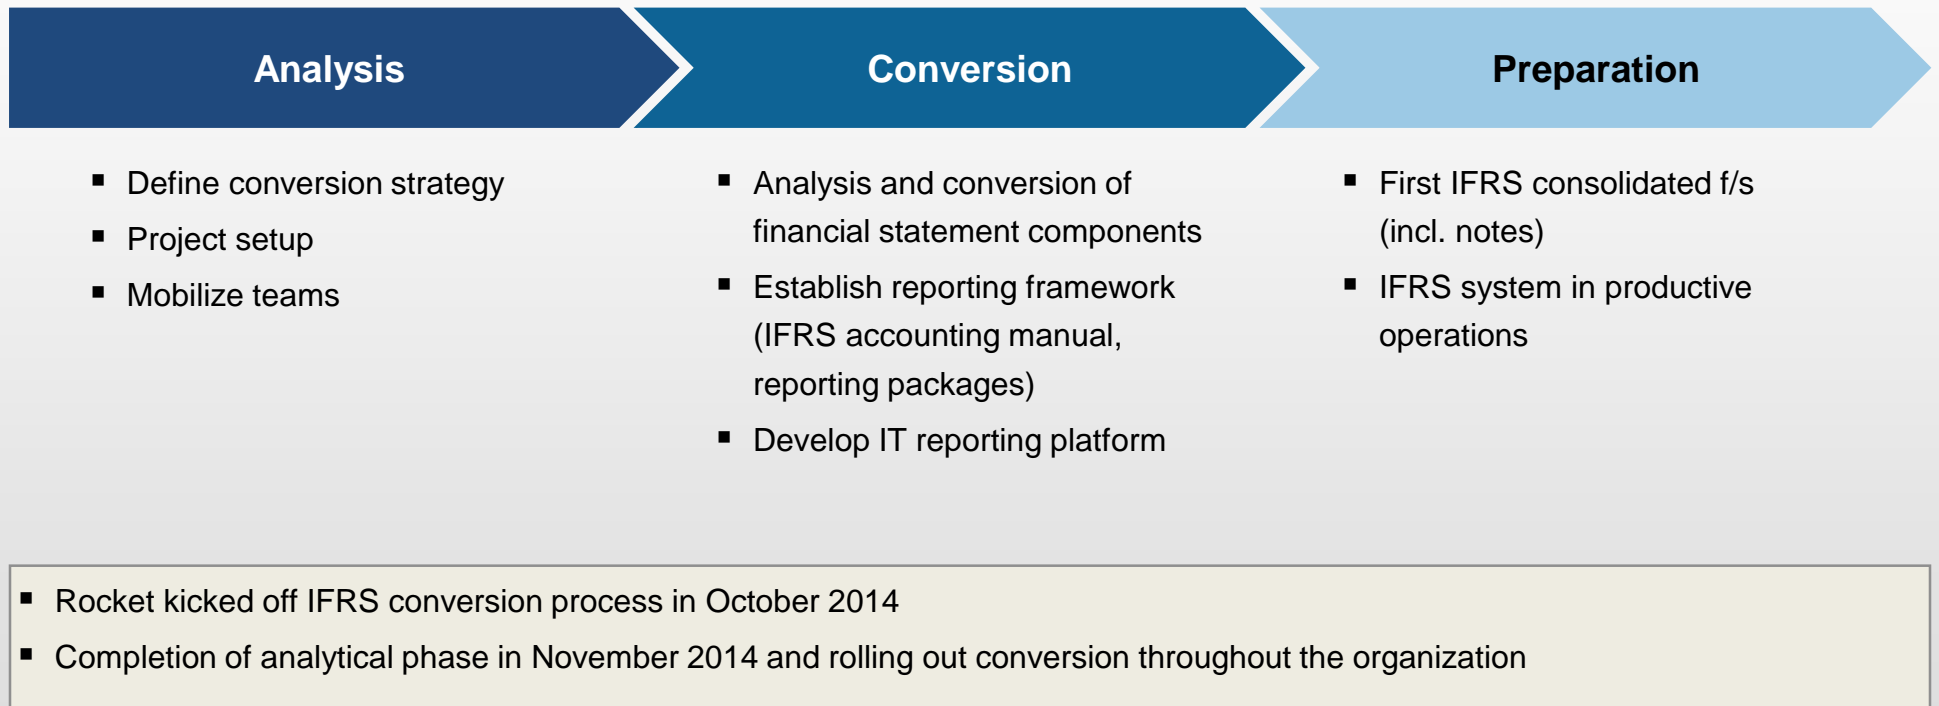 Analysis
Conversion
Preparation
▪ Define conversion strategy
▪ Project setup
▪ Mobilize teams
▪ Analysis and conversion of
financial statement components
▪ Establish reporting framework
(IFRS accounting manual,
reporting packages)
▪ Develop IT reporting platform
▪ First IFRS consolidated f/s
(incl. notes)
▪ IFRS system in productive
operations
▪ Rocket kicked off IFRS conversion process in October 2014
▪ Completion of analytical phase in November 2014 and rolling out conversion throughout the organization